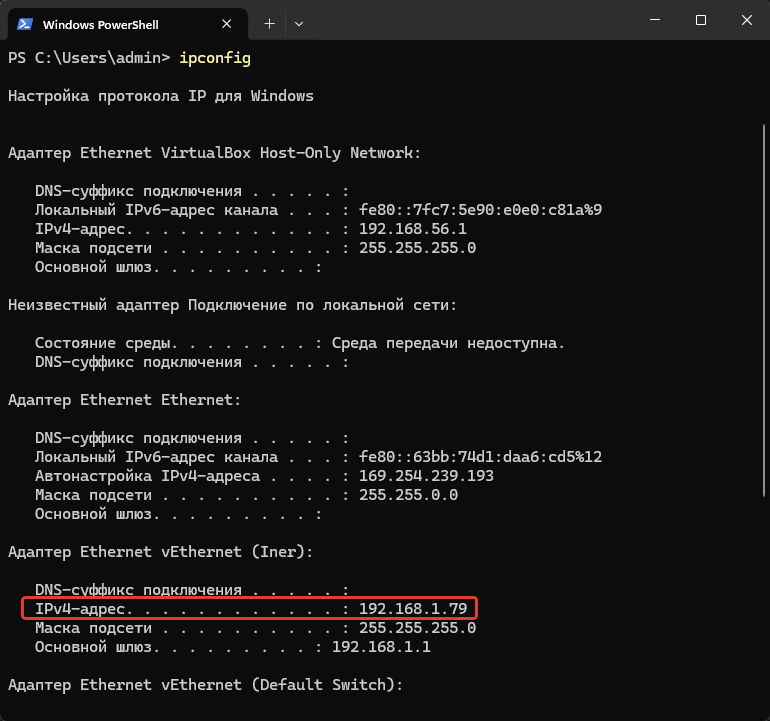 Windows PowerShell
PS C:\Users\admin> ipconfig
Настройка протокола IP для Windows
Адаптер Ethernet VirtualBox Host-Only Network:
DNS-суффикс подключения . . . . . :
Локальный IPv6-адрес канала . . . : fe80::7fc7:5e90:e0e0:c81a%9
IPv4-адрес. . . . . . . . . . . . : 192.168.56.1
Маска подсети . . . . . . . . . . : 255.255.255.0
Основной шлюз. . . . . . . . . :
Неизвестный адаптер Подключение по локальной сети:
Состояние среды. . . . . . . . : Среда передачи недоступна.
DNS-суффикс подключения . . . . . :
Адаптер Ethernet Ethernet:
DNS-суффикс подключения . . . . . :
Локальный IPv6-адрес канала . . . : fe80::63bb:74d1:daa6:cd5%12
Автонастройка IPv4-адреса . . . . : 169.254.239.193
Маска подсети . . . . . . . . . . : 255.255.0.0
Основной шлюз. . . . . . . . . :
Адаптер Ethernet vEthernet (Iner):
DNS-суффикс подключения . . . . . :
IPv4-адрес. . . . . . . . . . . . : 192.168.1.79
Маска подсети . . . . . . . . . . : 255.255.255.0
Основной шлюз. . . . . . . . . : 192.168.1.1
Адаптер Ethernet vEthernet (Default Switch):